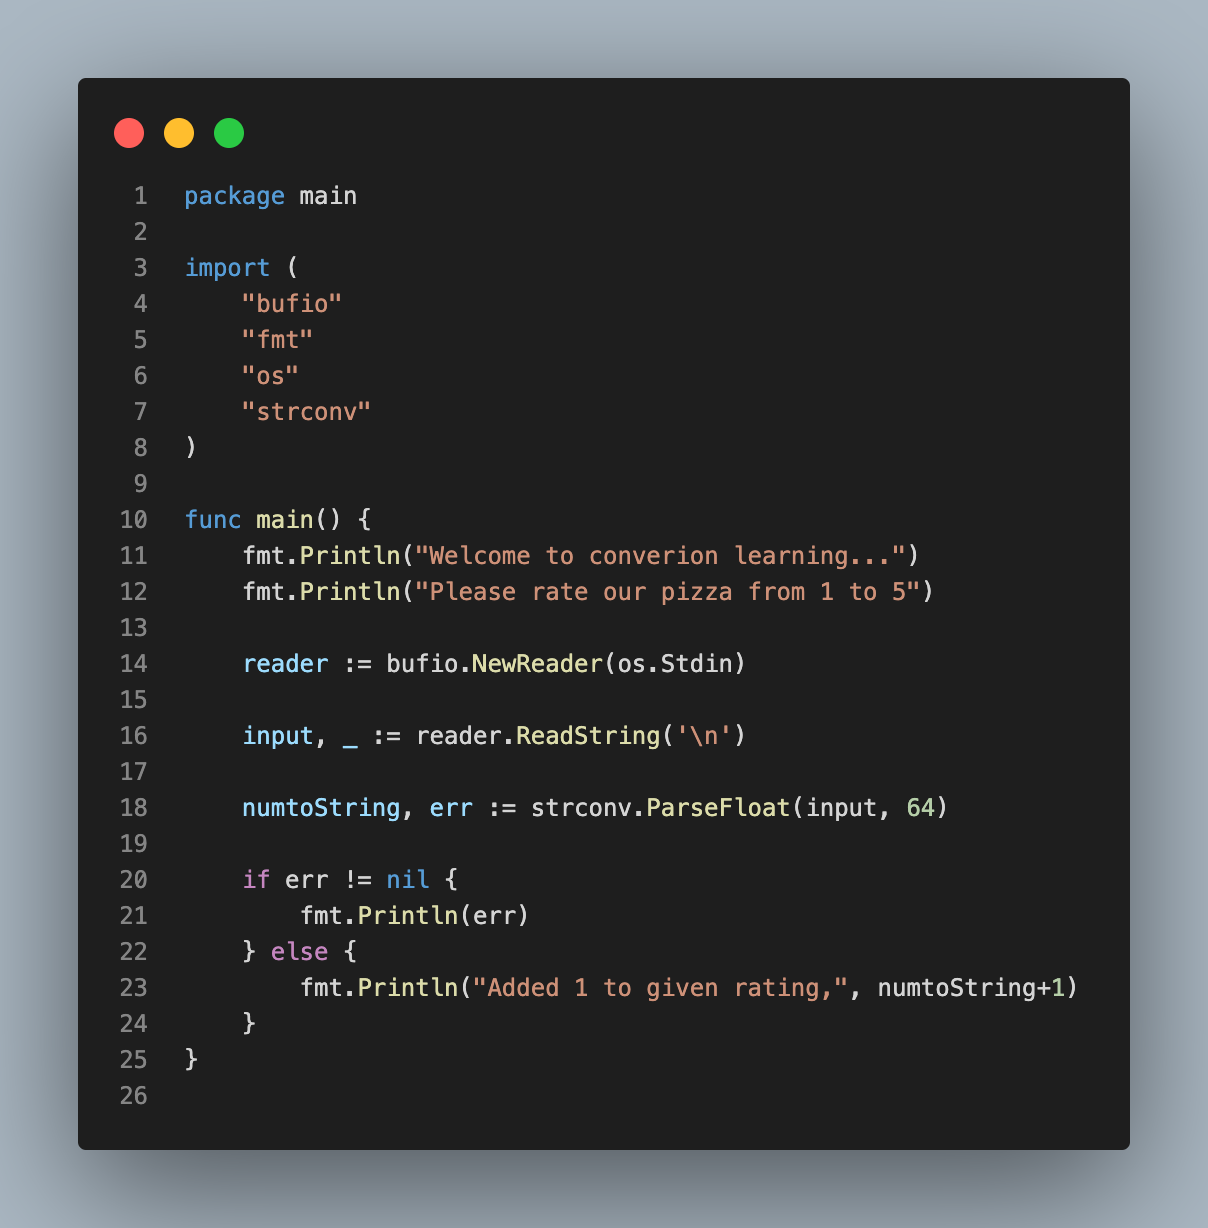 1 package main
2
3 import (
4     "bufio"
5     "fmt"
6     "os"
7     "strconv"
8 )
9
10 func main() {
11     fmt.Println("Welcome to converion learning...")
12     fmt.Println("Please rate our pizza from 1 to 5")
13
14     reader := bufio.NewReader(os.Stdin)
15
16     input, _ := reader.ReadString('\n')
17
18     numtoString, err := strconv.ParseFloat(input, 64)
19
20     if err != nil {
21         fmt.Println(err)
22     } else {
23         fmt.Println("Added 1 to given rating,", numtoString+1)
24     }
25 }
26